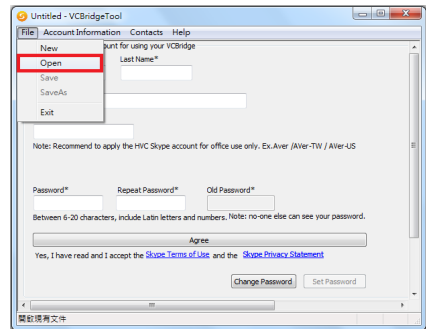 Untitled - VCBridgeTool
File Account Information Contacts Help
New
Open
Save
SaveAs
Exit
unt for using your VCBridge
Last Name*
Note: Recommend to apply the HVC Skype account for office use only. Ex.Aver /AVer-TW / AVer-US
Password* Repeat Password* Old Password*
Between 6-20 characters, include Latin letters and numbers. Note: no-one else can see your password.
Agree
Yes, I have read and I accept the Skype Terms of Use and the Skype Privacy Statement
Change Password Set Password
開啟現有文件